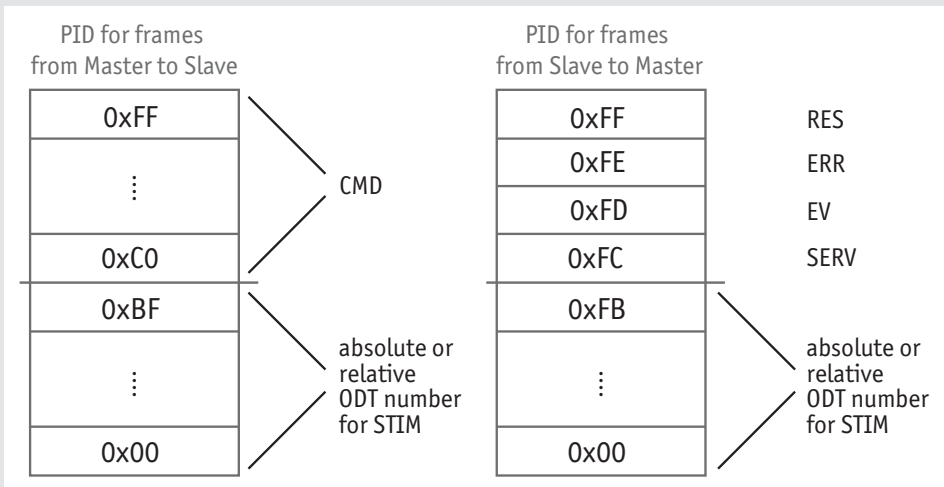 PID for frames
from Master to Slave
0xFF
⋮
0xC0
0xBF
⋮
0x00
CMD
absolute or
relative
ODT number
for STIM
PID for frames
from Slave to Master
0xFF
0xFE
0xFD
0xFC
0xFB
⋮
0x00
RES
ERR
EV
SERV
absolute or
relative
ODT number
for STIM